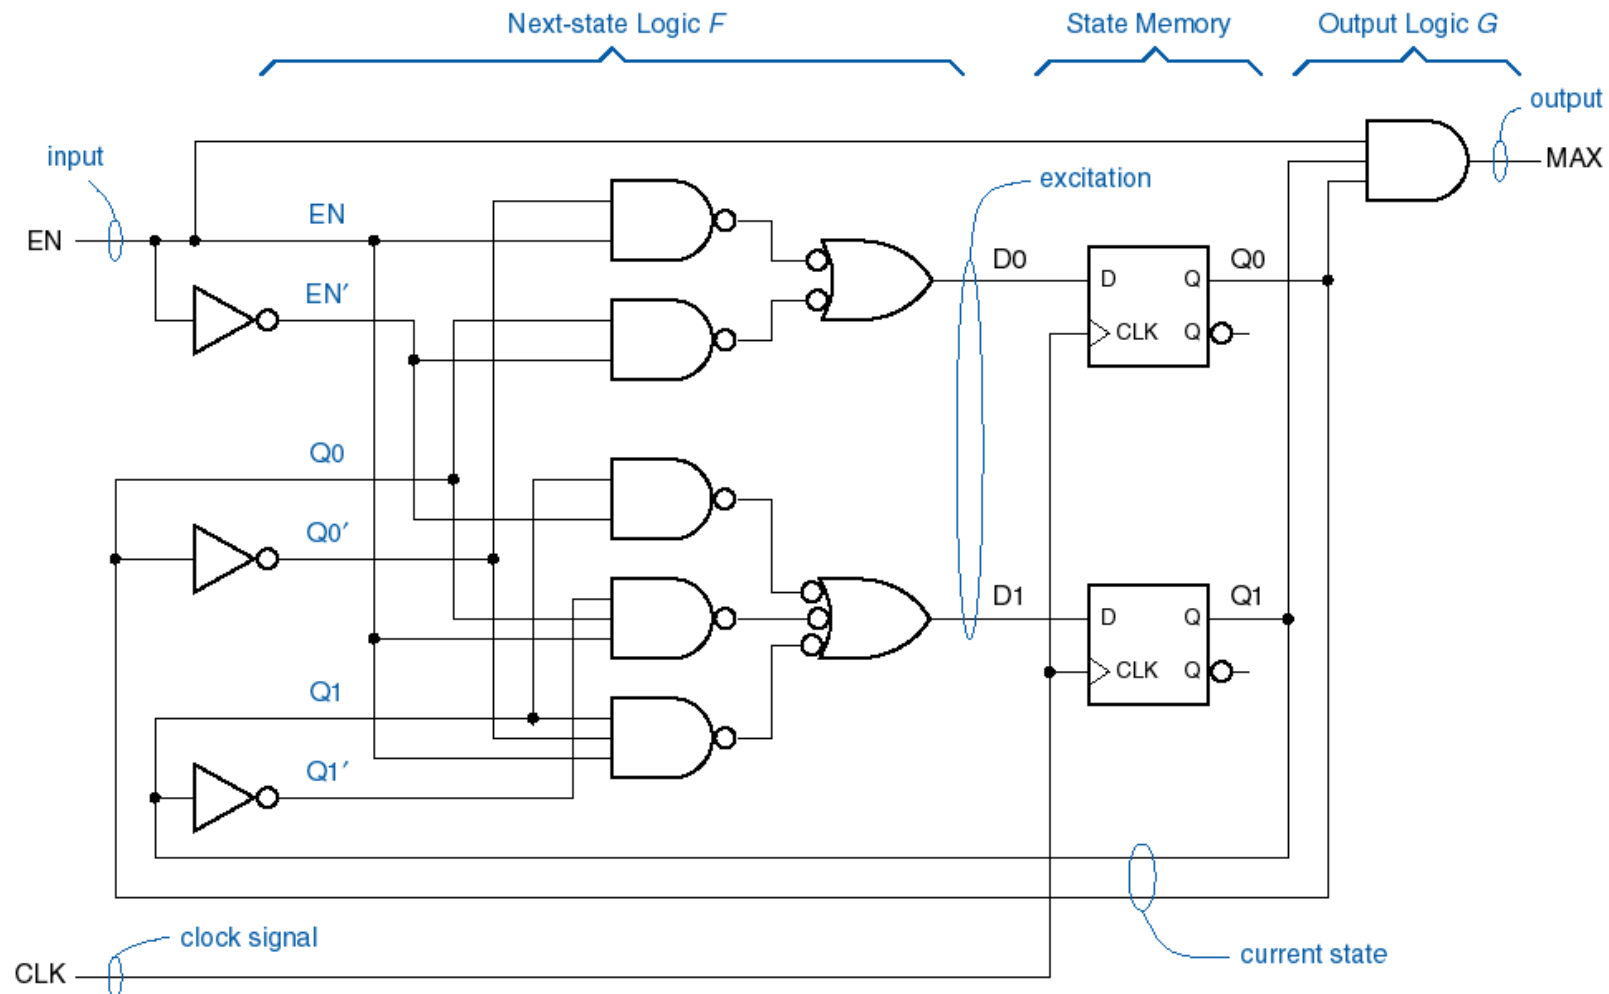 Next-state Logic F
State Memory
Output Logic G
output
input
MAX
excitation
EN
EN
EN′
D0
D
Q
Q0
CLK
Q
Q0
Q0′
D1
D
Q
Q1
CLK
Q
Q1
Q1′
clock signal
current state
CLK